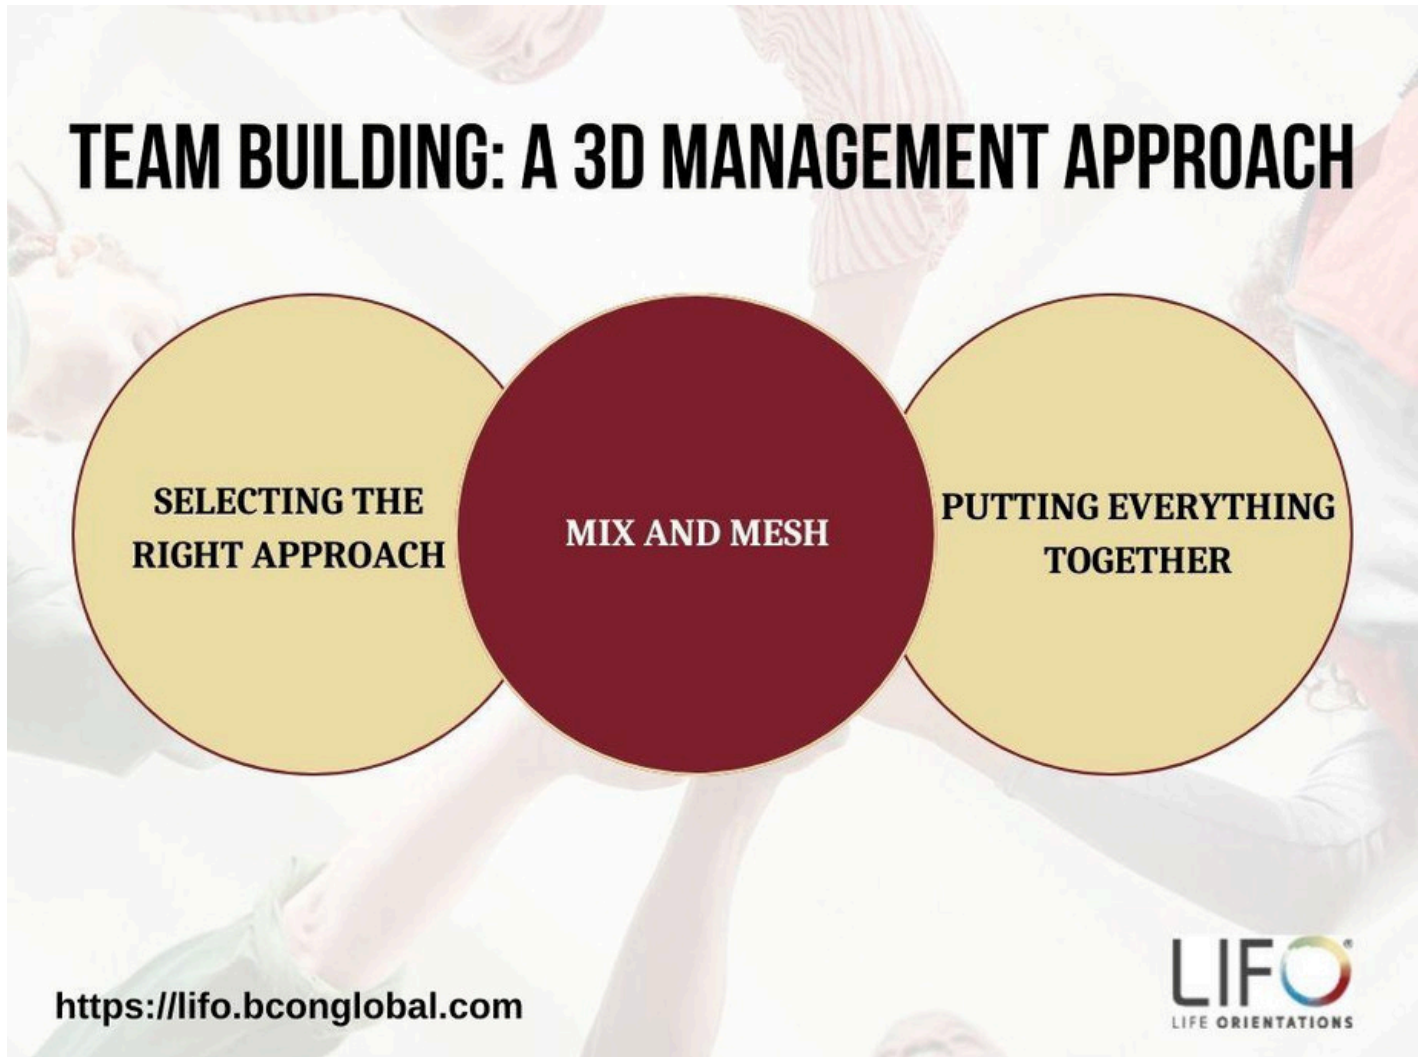 TEAM BUILDING: A 3D MANAGEMENT APPROACH
SELECTING THE
RIGHT APPROACH
MIX AND MESH
PUTTING EVERYTHING
TOGETHER
https://lifo.bconglobal.com
LIFO®
LIFE ORIENTATIONS